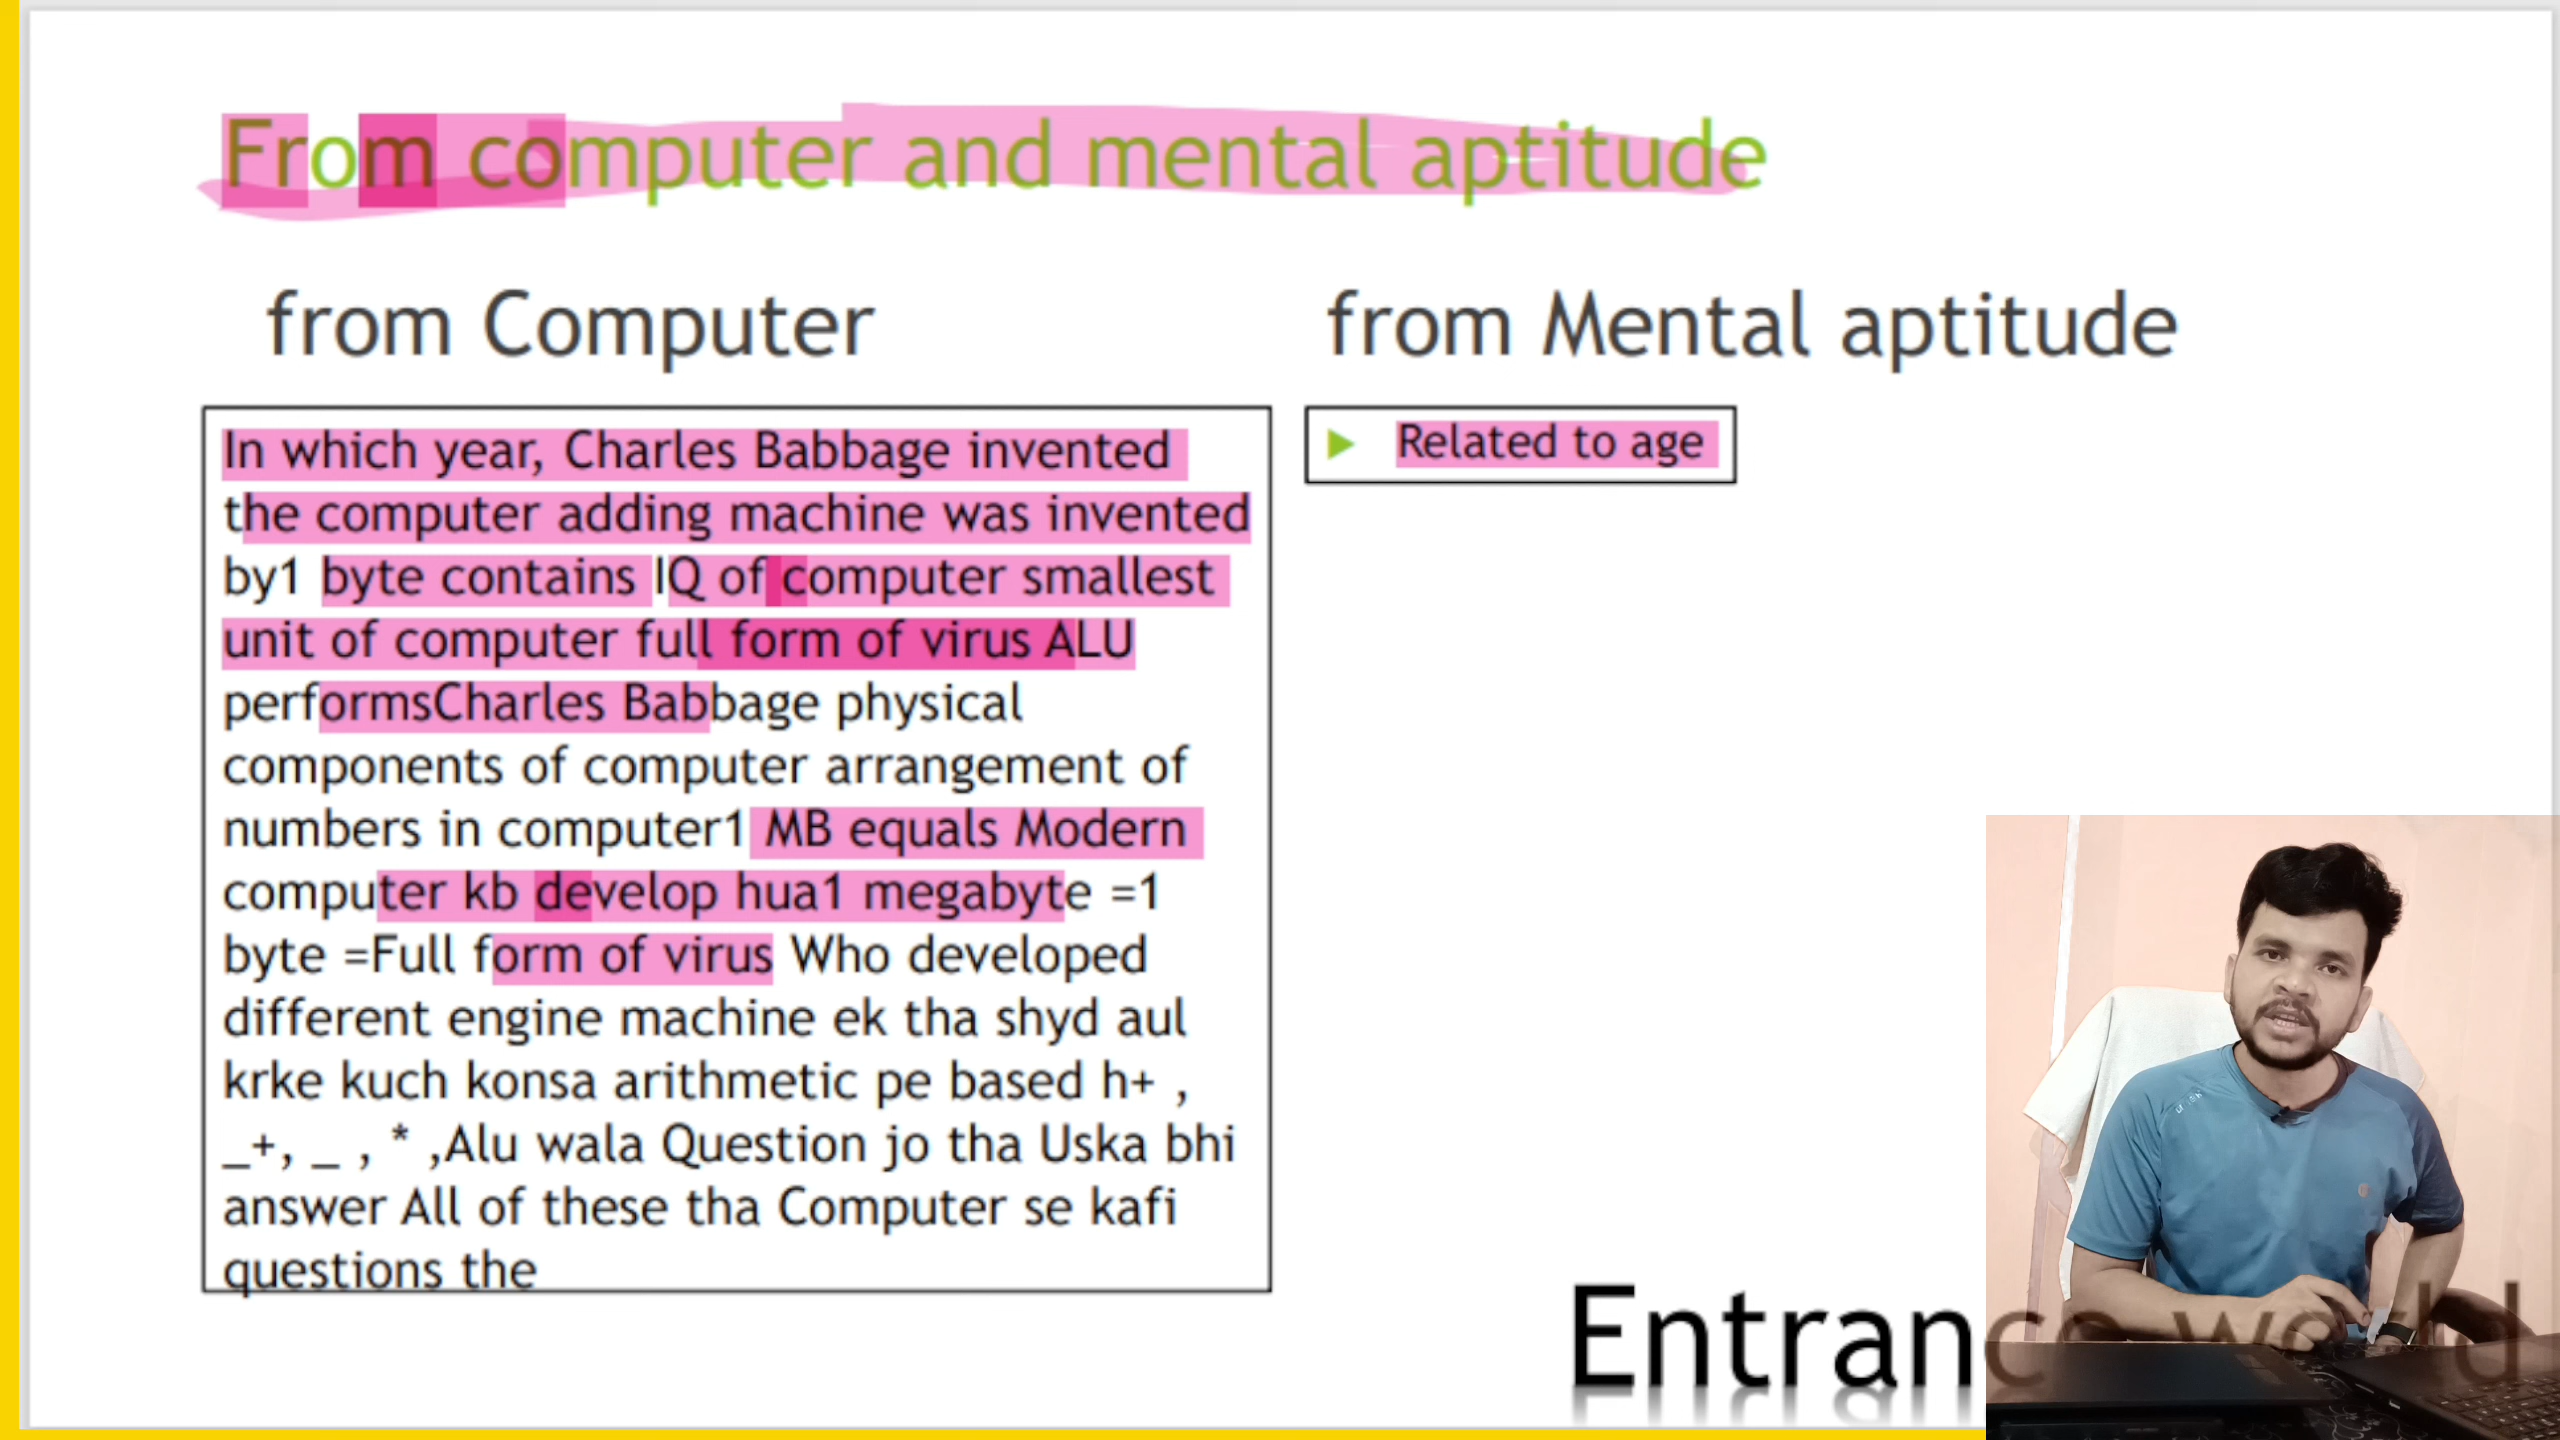 From computer and mental aptitude
from Computer
In which year, Charles Babbage invented
the computer adding machine was invented
by1 byte contains IQ of computer smallest
unit of computer full form of virus ALU
performsCharles Babbage physical
components of computer arrangement of
numbers in computer1 MB equals Modern
computer kb develop hua1 megabyte =1
byte =Full form of virus Who developed
different engine machine ek tha shyd aul
krke kuch konsa arithmetic pe based h+ ,
_+, _ , * ,Alu wala Question jo tha Uska bhi
answer All of these tha Computer se kafi
questions the
from Mental aptitude
Related to age
Entrance world